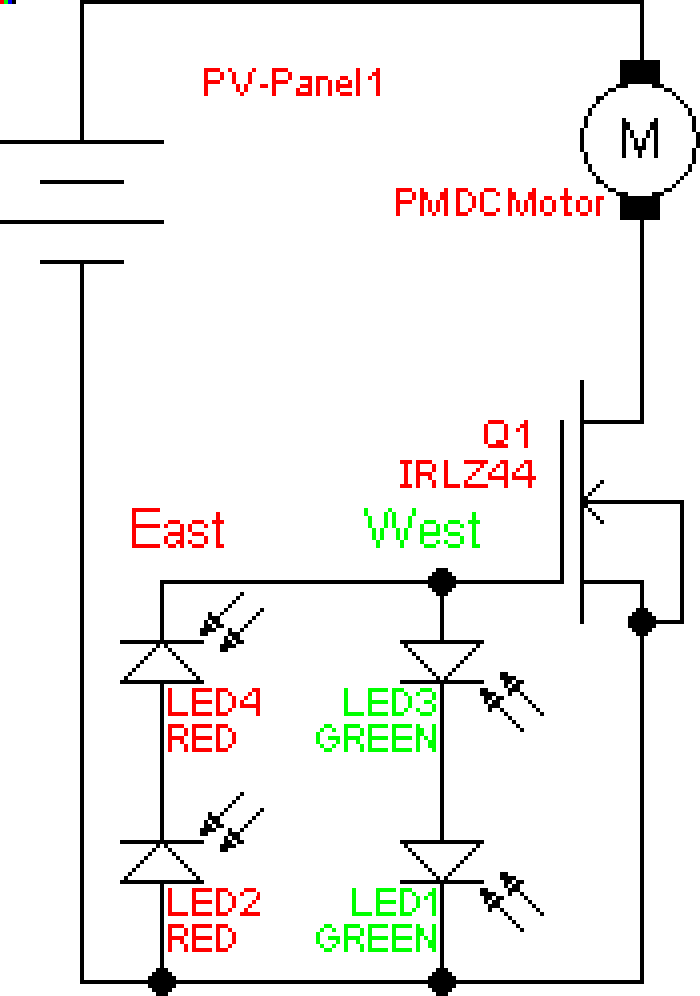 PV-Panel1
M
PMDCMotor
Q1
IRLZ44
East
West
LED4
RED
LED3
GREEN
LED2
RED
LED1
GREEN